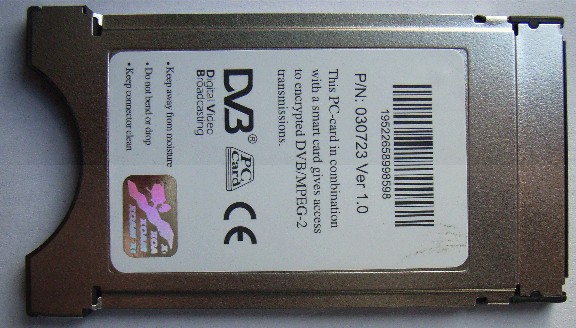 19522658998598
P/N: 030723 Ver 1.0
This PC-card in combination
with a smart card gives access
to encrypted DVB/MPEG-2
transmissions.
DVB®
PC
Card
CE
Digital Video
Broadcasting
• Keep away from moisture
• Do not bend or drop
• Keep connector clean